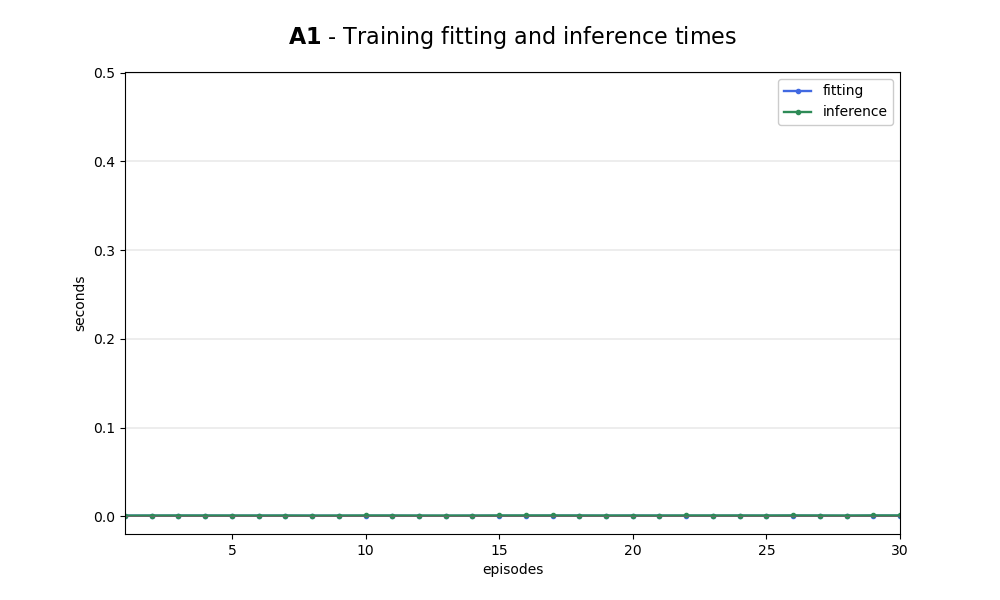 A1 - Training fitting and inference times
fitting
inference
seconds
0.5
0.4
0.3
0.2
0.1
0.0
5 10 15 20 25 30
episodes